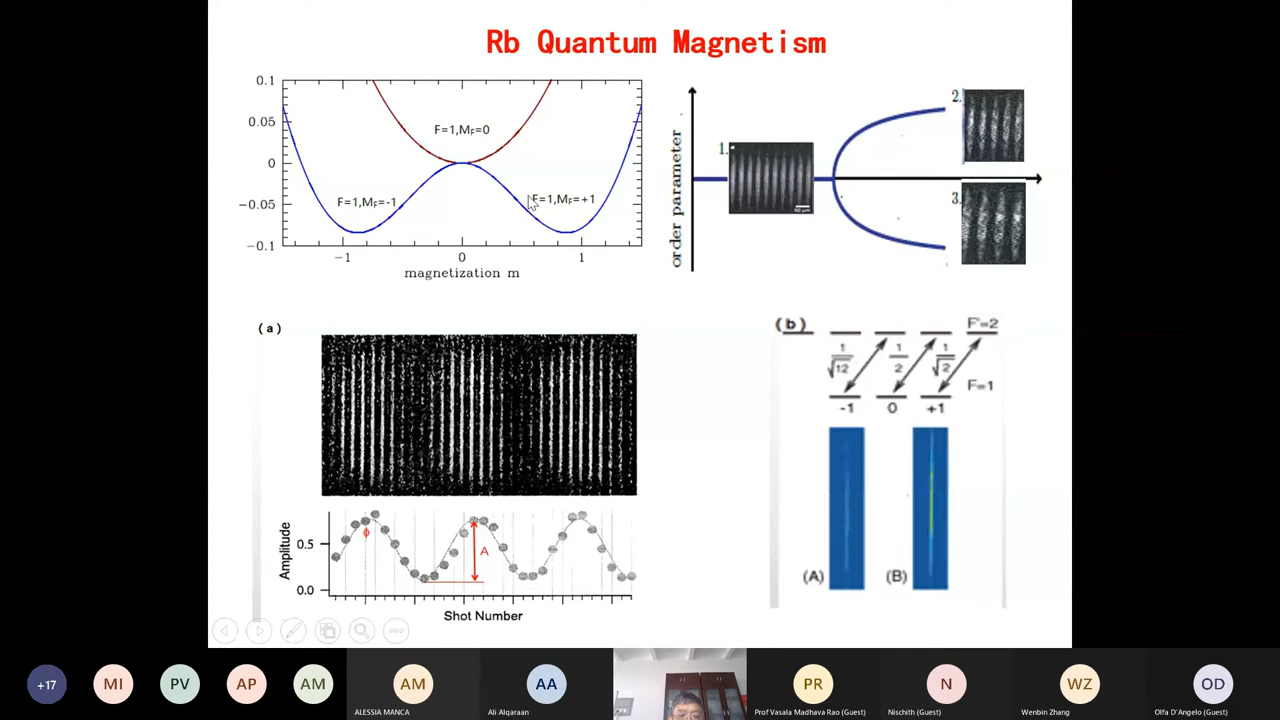 Rb Quantum Magnetism
0.1
0.05
0
−0.05
−0.1
F=1,MF=0
F=1,MF=-1
F=1,MF=+1
−1
0
1
magnetization m
order parameter
1.
2.
3.
(a)
Amplitude
0.5
0.0
ϕ
A
Shot Number
(b)
F'=2
1
√12
1
2
1
√2
F=1
-1
0
+1
(A)
(B)
+17
MI
PV
AP
AM
AM
ALESSIA MANCA
AA
Ali Alqaraan
PR
Prof Vasala Madhava Rao (Guest)
N
Nischith (Guest)
WZ
Wenbin Zhang
OD
Olfa D'Angelo (Guest)